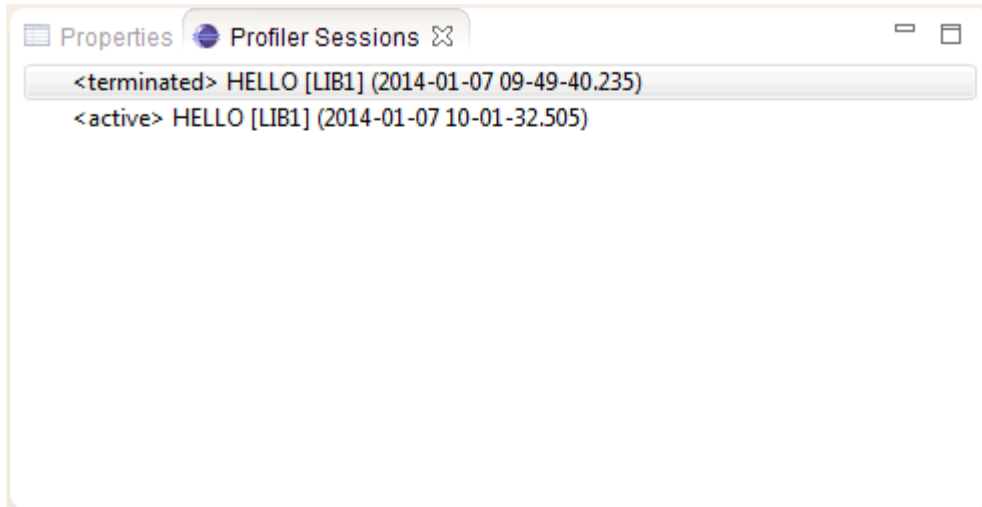 Properties Profiler Sessions
<terminated> HELLO [LIB1] (2014-01-07 09-49-40.235)
<active> HELLO [LIB1] (2014-01-07 10-01-32.505)